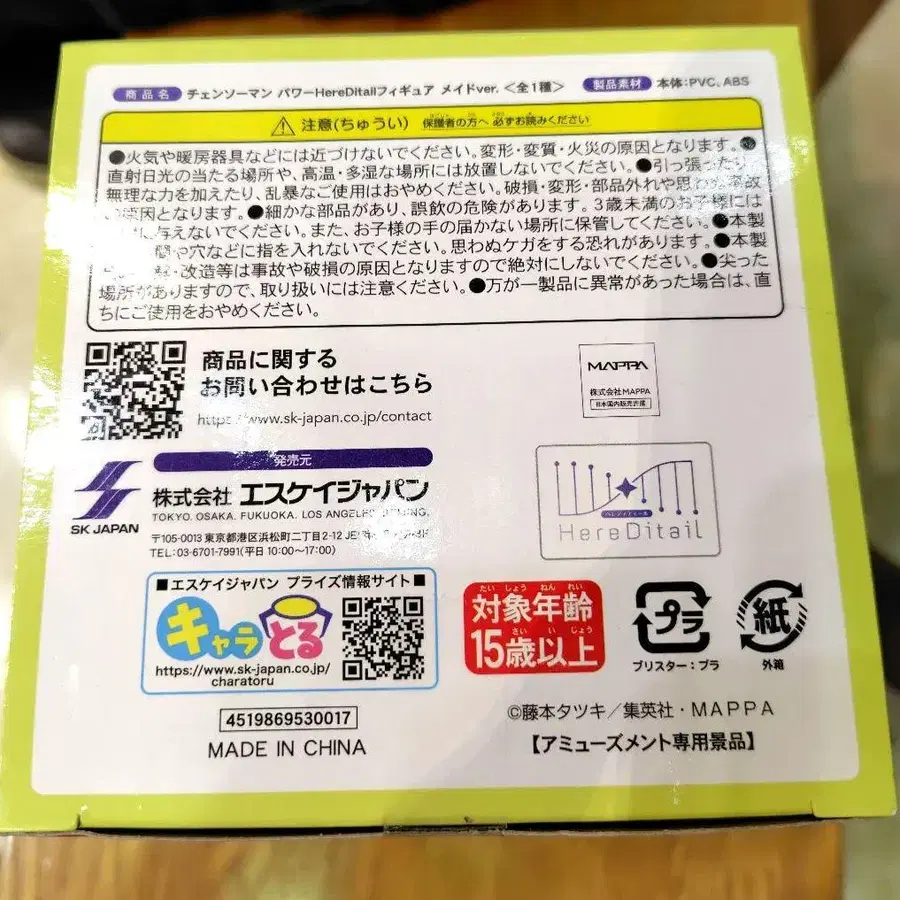 商品名 チェンソーマン パワーHereDitailフィギュア メイドver. <全1種> 製品素材 本体:PVC、ABS
注意(ちゅうい) 保護者の方へ 必ずお読みください
●火気や暖房器具などには近づけないでください。変形・変質・火災の原因となります。●
直射日光の当たる場所や、高温・多湿な場所には放置しないでください。●引っ張ったり、
無理な力を加えたり、乱暴なご使用はおやめください。破損・変形・部品外れや思わぬ事故
の原因となります。●細かな部品があり、誤飲の危険があります。3歳未満のお子様には
に与えないでください。また、お子様の手の届かない場所に保管してください。●本製
間や穴などに指を入れないでください。思わぬケガをする恐れがあります。●本製
・改造等は事故や破損の原因となりますので絶対にしないでください。●尖った
場所がありますので、取り扱いには注意ください。●万が一製品に異常があった場合は、直
ちにご使用をおやめください。
商品に関する
お問い合わせはこちら
https://www.sk-japan.co.jp/contact
MAPPA
株式会社MAPPA
日本国内販売許諾
発売元
SK JAPAN
株式会社 エスケイジャパン
TOKYO. OSAKA. FUKUOKA. LOS ANGELES.
〒105-0013 東京都港区浜松町二丁目2-12
TEL:03-6701-7991(平日 10:00~17:00)
ヒアディティール
HereDitail
■エスケイジャパン プライズ情報サイト■
キャラとる
https://www.sk-japan.co.jp/
charatoru
たいしょうねんれい
対象年齢
さいいじょう
15歳以上
プラ
ブリスター:プラ
紙
外箱
4519869530017
MADE IN CHINA
©藤本タツキ/集英社・MAPPA
【アミューズメント専用景品】